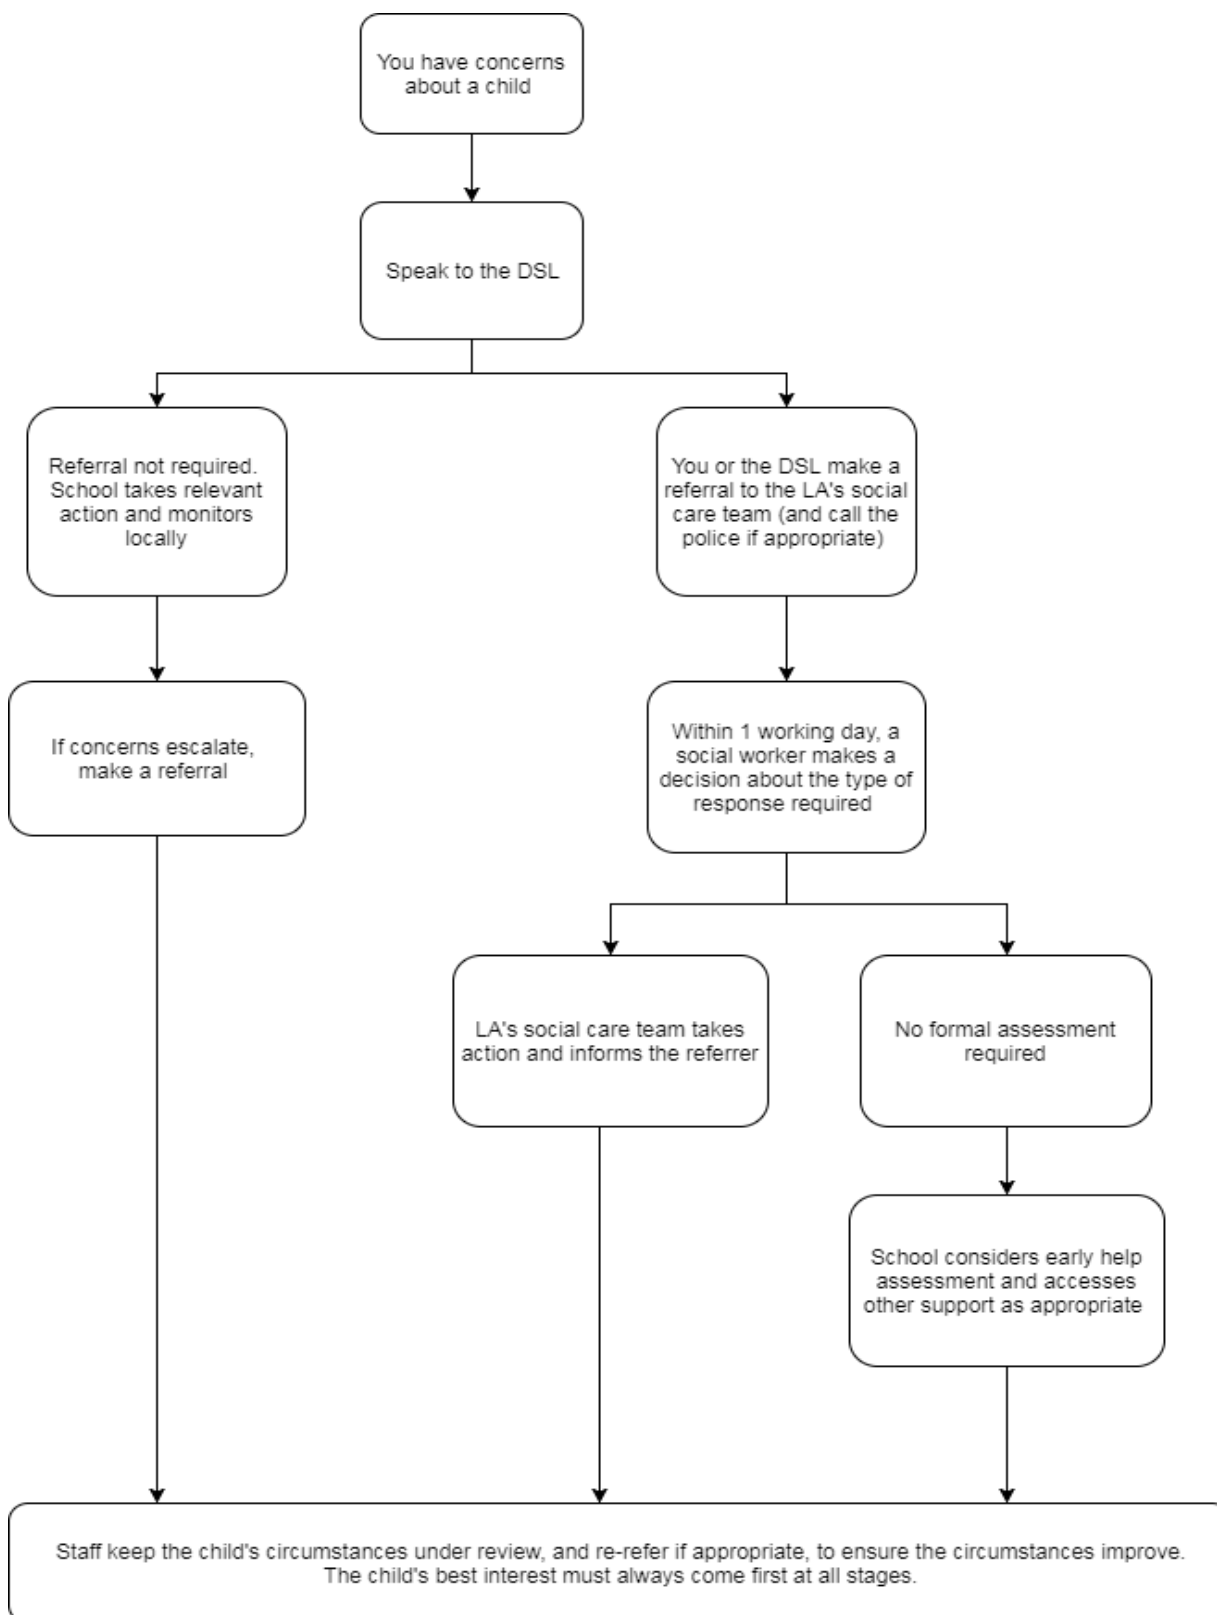 You have concerns
about a child
Speak to the DSL
Referral not required.
School takes relevant
action and monitors
locally
You or the DSL make a
referral to the LA's social
care team (and call the
police if appropriate)
If concerns escalate,
make a referral
Within 1 working day, a
social worker makes a
decision about the type of
response required
LA's social care team takes
action and informs the referrer
No formal assessment
required
School considers early help
assessment and accesses
other support as appropriate
Staff keep the child's circumstances under review, and re-refer if appropriate, to ensure the circumstances improve.
The child's best interest must always come first at all stages.